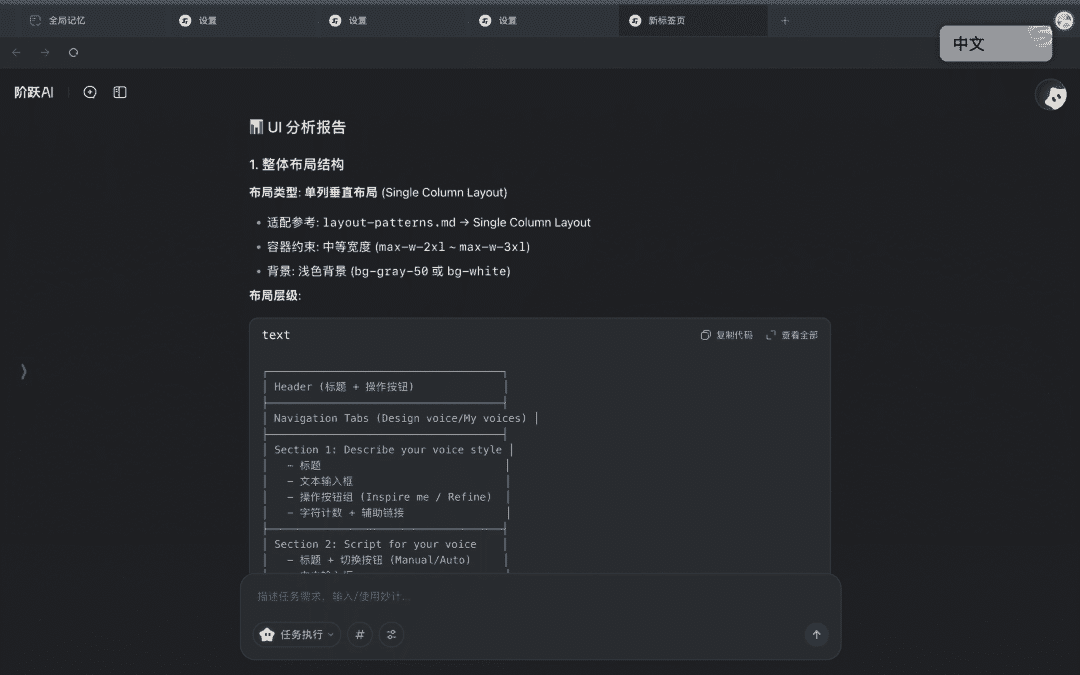 全局记忆
设置
设置
设置
新标签页
中文
阶跃AI
UI 分析报告
1. 整体布局结构
布局类型: 单列垂直布局 (Single Column Layout)
• 适配参考: layout-patterns.md → Single Column Layout
• 容器约束: 中等宽度 (max-w-2xl ~ max-w-3xl)
• 背景: 浅色背景 (bg-gray-50 或 bg-white)
布局层级:
text
复制代码
查看全部
Header (标题 + 操作按钮)
Navigation Tabs (Design voice/My voices)
Section 1: Describe your voice style
- 标题
- 文本输入框
- 操作按钮组 (Inspire me / Refine)
- 字符计数 + 辅助链接
Section 2: Script for your voice
- 标题 + 切换按钮 (Manual/Auto)
描述任务需求，输入/使用妙计...
任务执行